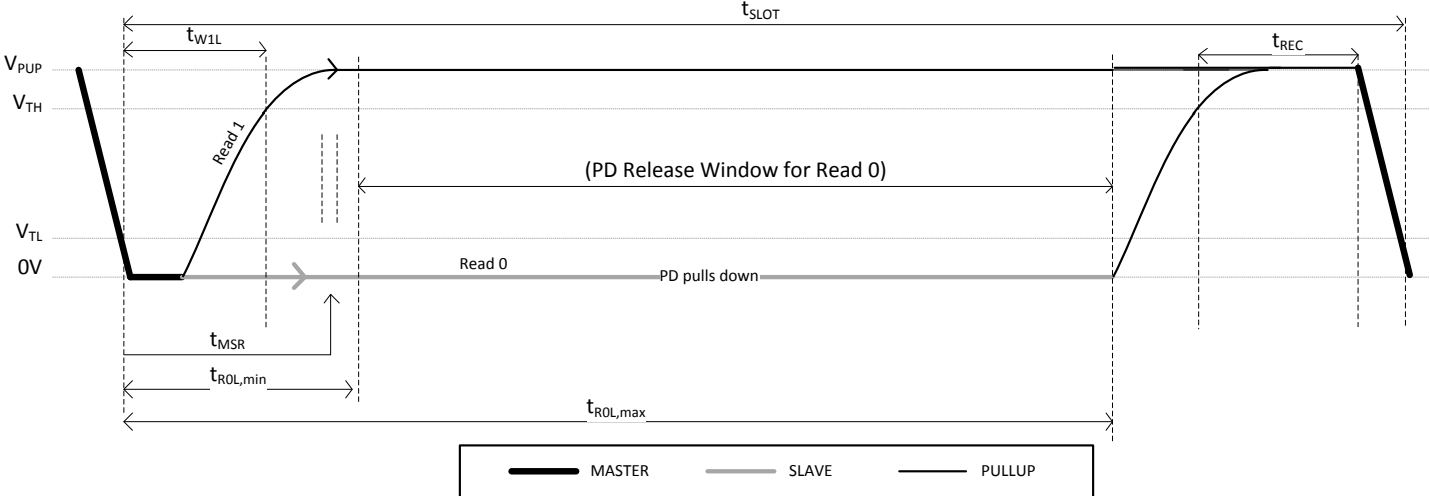 tSLOT
tW1L
tREC
VPUP
VTH
Read 1
(PD Release Window for Read 0)
VTL
0V
Read 0
PD pulls down
tMSR
tR0L,min
tR0L,max
MASTER SLAVE PULLUP